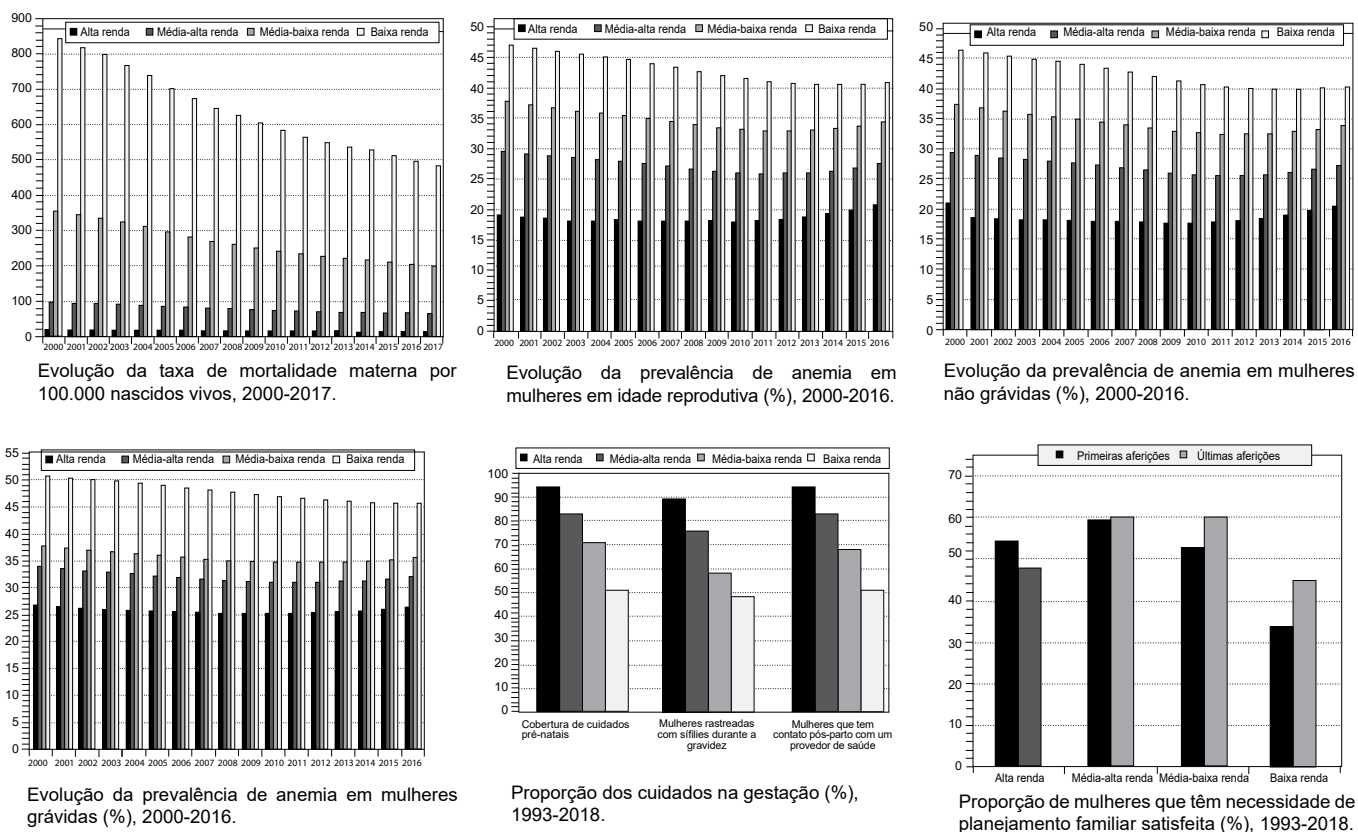 900
800
700
600
500
400
300
200
100
0
Alta renda Média-alta renda Média-baixa renda Baixa renda
2000 2001 2002 2003 2004 2005 2006 2007 2008 2009 2010 2011 2012 2013 2014 2015 2016 2017
Evolução da taxa de mortalidade materna por
100.000 nascidos vivos, 2000-2017.
50
45
40
35
30
25
20
15
10
5
0
Alta renda Média-alta renda Média-baixa renda Baixa renda
2000 2001 2002 2003 2004 2005 2006 2007 2008 2009 2010 2011 2012 2013 2014 2015 2016
Evolução da prevalência de anemia em
mulheres em idade reprodutiva (%), 2000-2016.
50
45
40
35
30
25
20
15
10
5
0
Alta renda Média-alta renda Média-baixa renda Baixa renda
2000 2001 2002 2003 2004 2005 2006 2007 2008 2009 2010 2011 2012 2013 2014 2015 2016
Evolução da prevalência de anemia em mulheres
não grávidas (%), 2000-2016.
55
50
45
40
35
30
25
20
15
10
5
0
Alta renda Média-alta renda Média-baixa renda Baixa renda
2000 2001 2002 2003 2004 2005 2006 2007 2008 2009 2010 2011 2012 2013 2014 2015 2016
Evolução da prevalência de anemia em mulheres
grávidas (%), 2000-2016.
Alta renda Média-alta renda Média-baixa renda Baixa renda
100
90
80
70
60
50
40
30
20
10
0
Cobertura de cuidados
pré-natais
Mulheres rastreadas
com sífilies durante a
gravidez
Mulheres que tem
contato pós-parto com um
provedor de saúde
Proporção dos cuidados na gestação (%),
1993-2018.
Primeiras aferições Últimas aferições
70
60
50
40
30
20
10
0
Alta renda Média-alta renda Média-baixa renda Baixa renda
Proporção de mulheres que têm necessidade de
planejamento familiar satisfeita (%), 1993-2018.